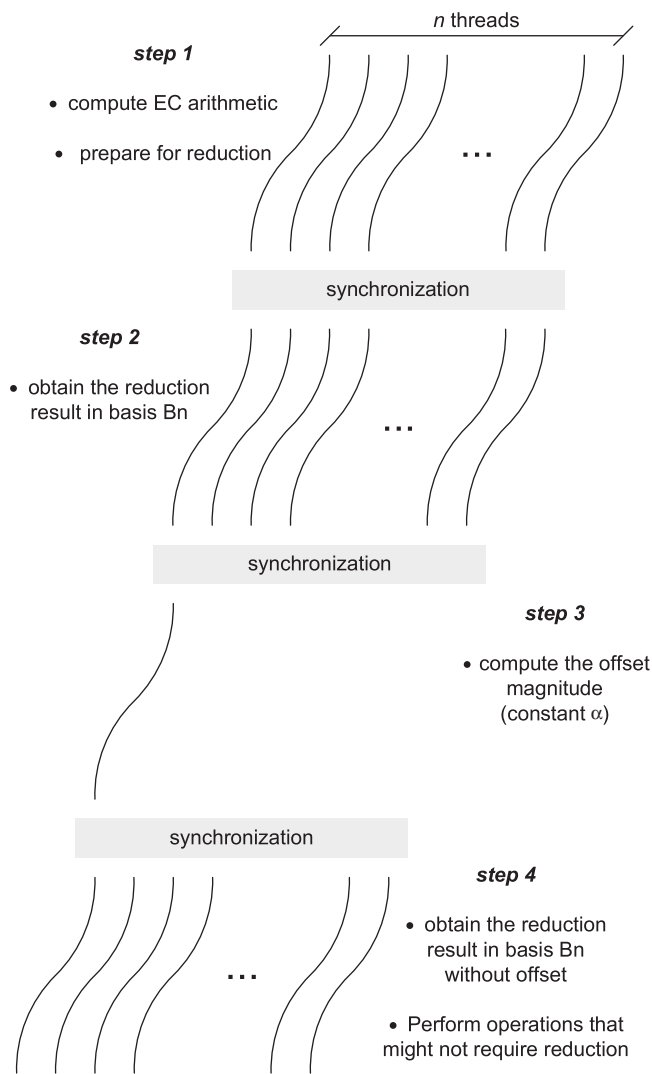 n threads
step 1
• compute EC arithmetic
• prepare for reduction
...
synchronization
step 2
• obtain the reduction
result in basis Bn
...
synchronization
step 3
• compute the offset
magnitude
(constant α)
synchronization
step 4
• obtain the reduction
result in basis Bn
without offset
...
• Perform operations that
might not require reduction